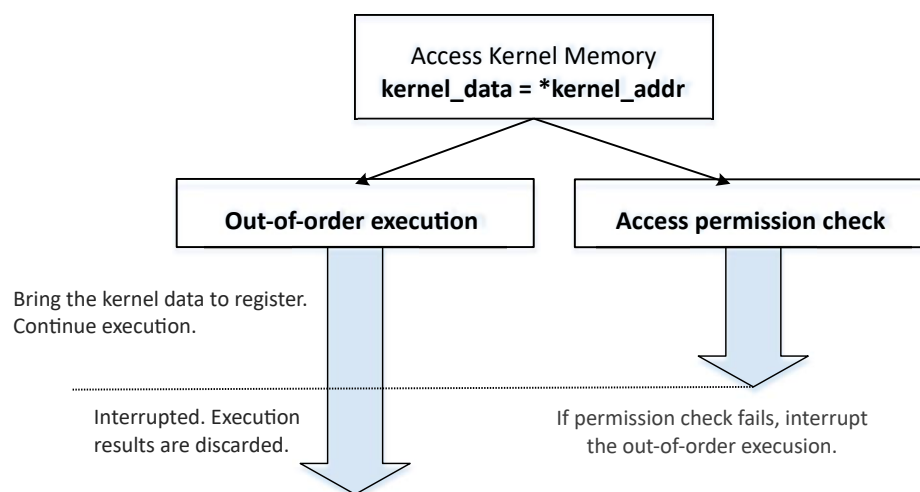 Access Kernel Memory
kernel_data = *kernel_addr
Out-of-order execution
Access permission check
Bring the kernel data to register.
Continue execution.
Interrupted. Execution
results are discarded.
If permission check fails, interrupt
the out-of-order execusion.